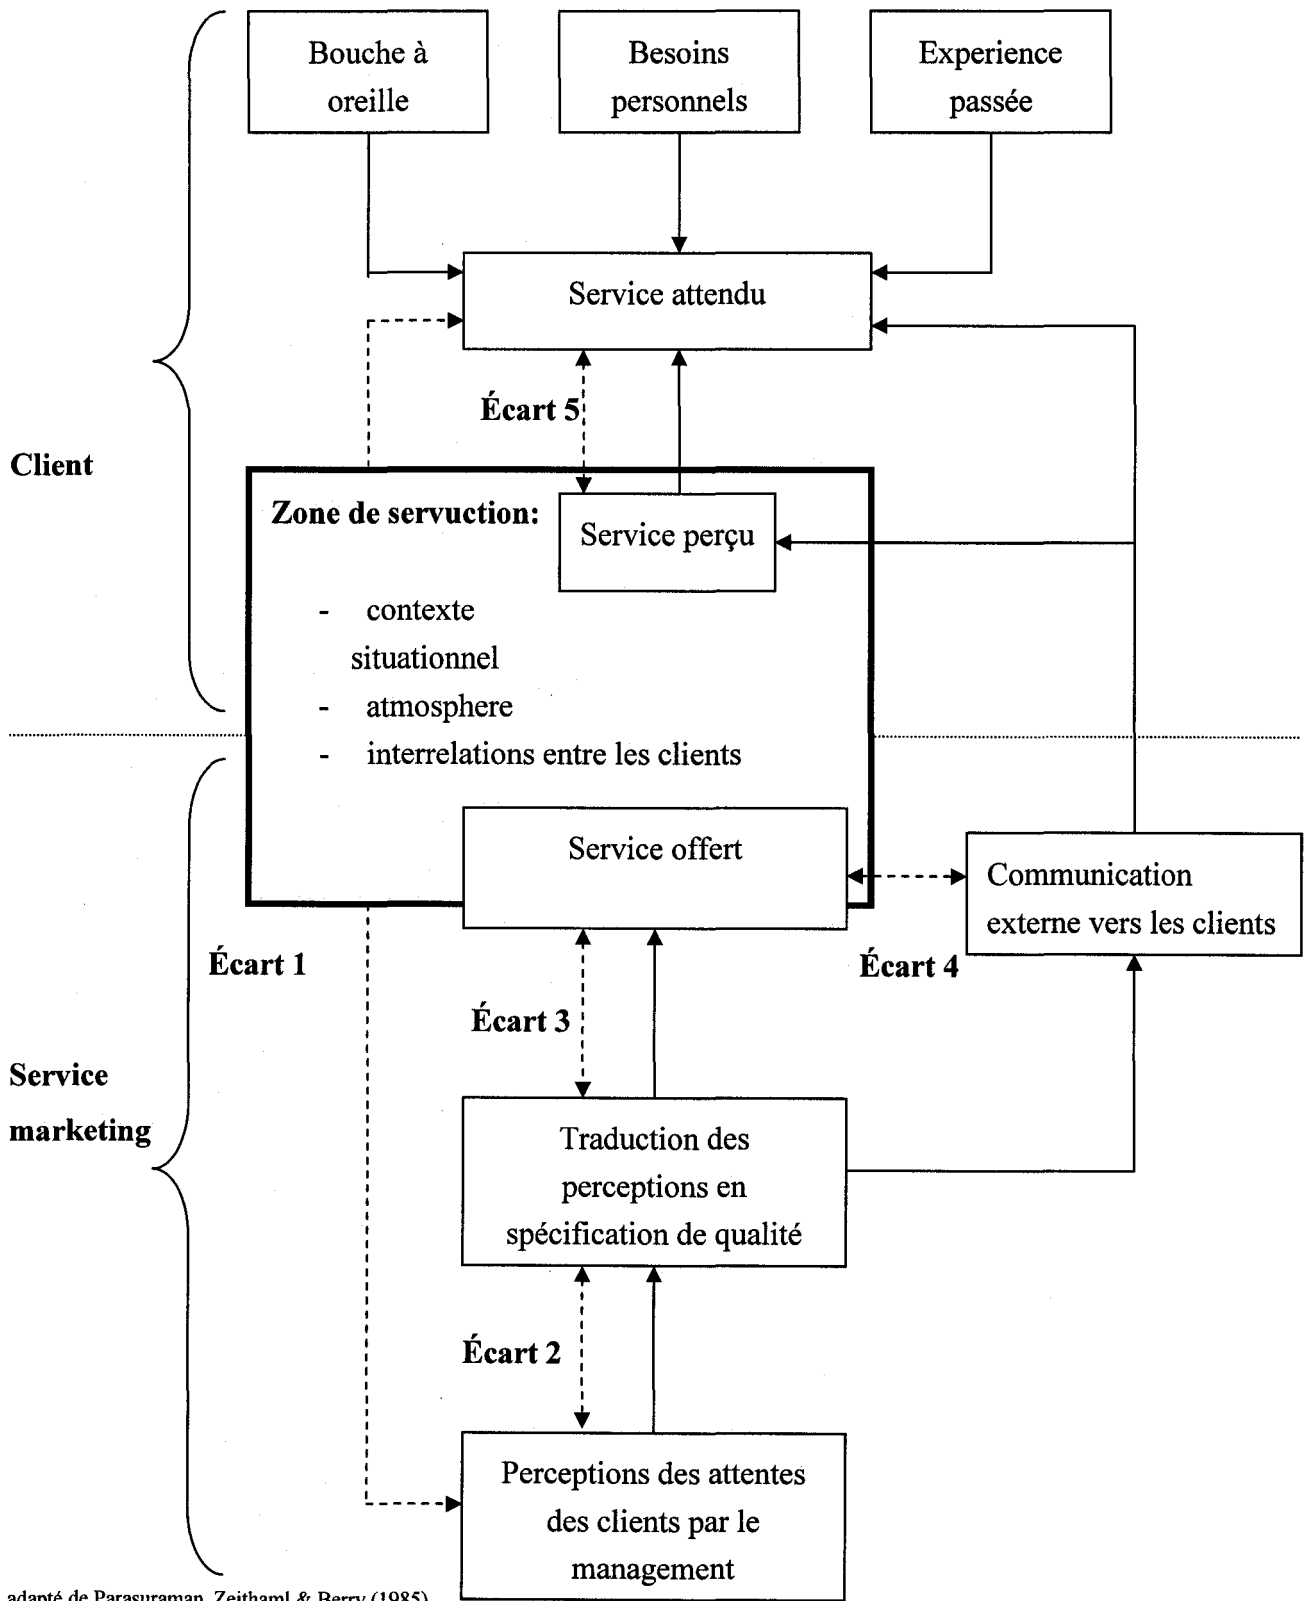 Bouche à
oreille
Besoins
personnels
Experience
passée
Service attendu
Écart 5
Client
Zone de servuction:
Service perçu
- contexte
situationnel
- atmosphere
- interrelations entre les clients
Service offert
Communication
externe vers les clients
Écart 1
Écart 4
Écart 3
Service
marketing
Traduction des
perceptions en
spécification de qualité
Écart 2
Perceptions des attentes
des clients par le
management
adapté de Parasuraman, Zeithaml & Berry (1985)